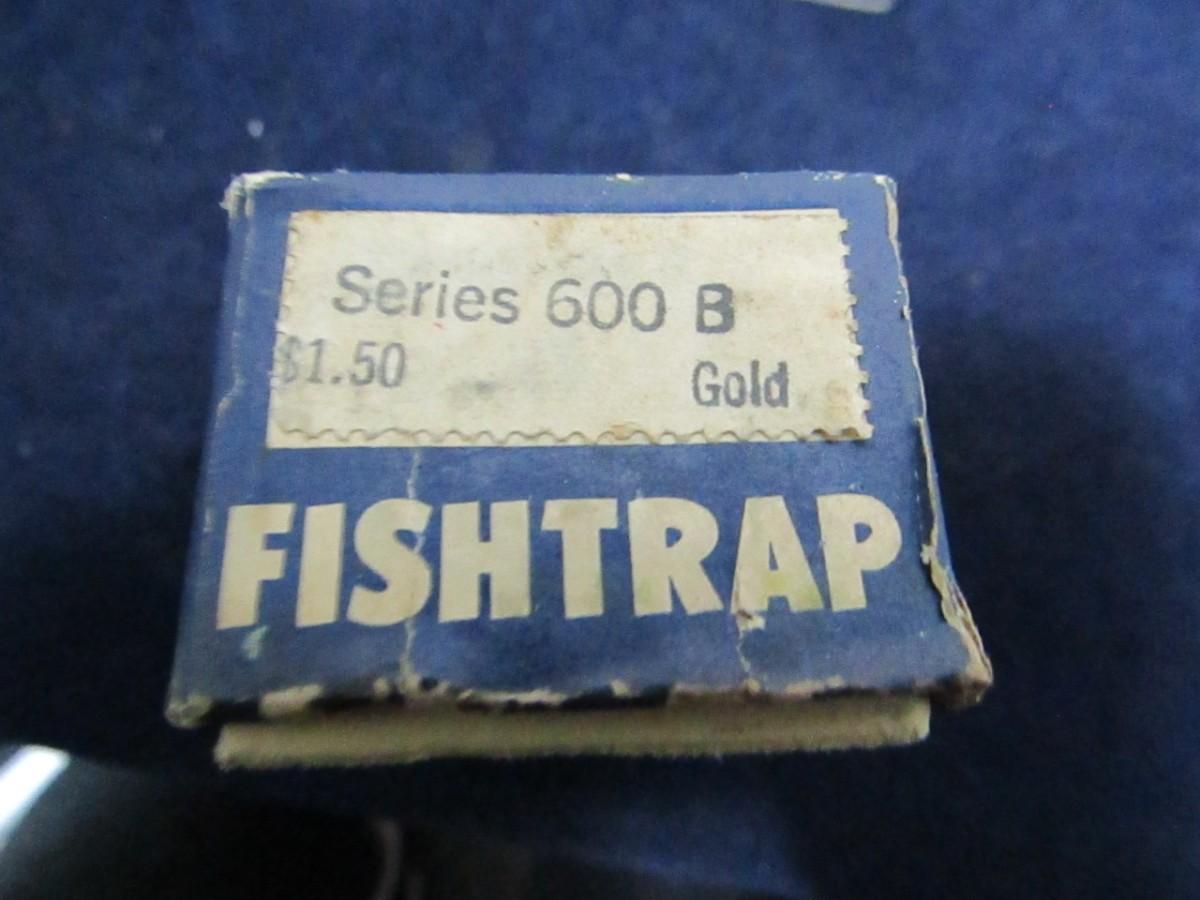 Series 600 B
$1.50 Gold
FISHTRAP